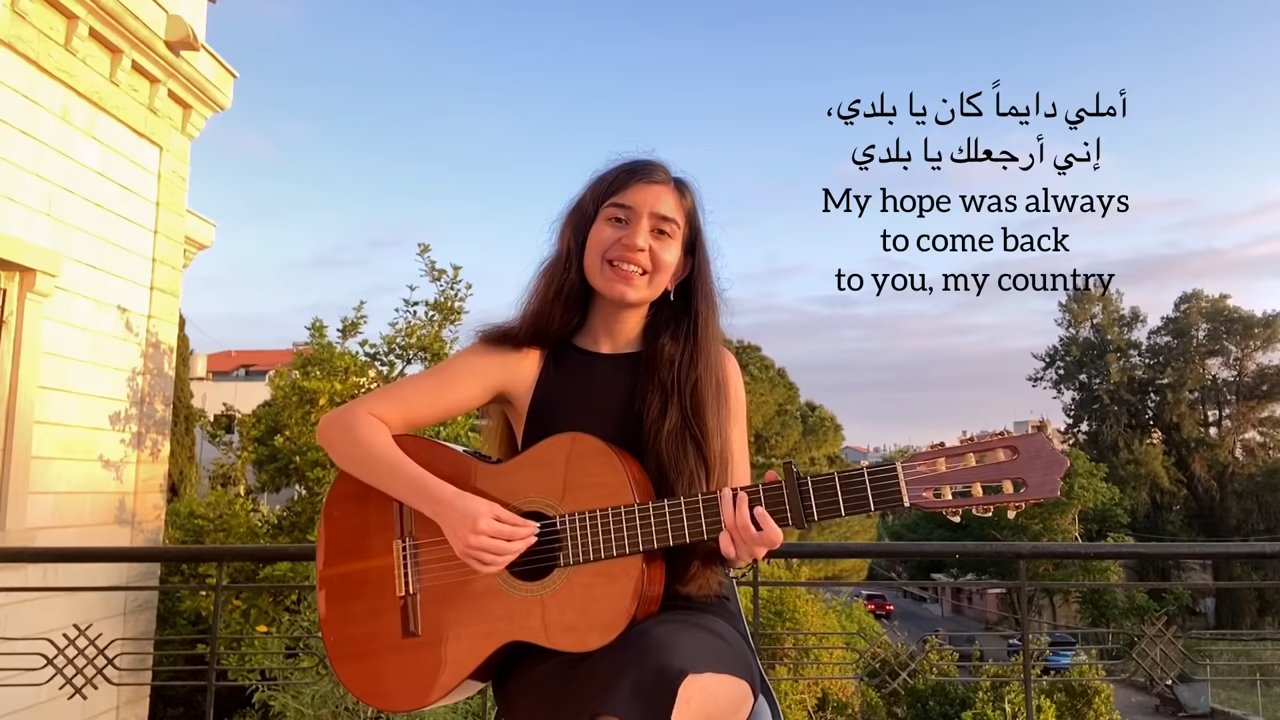 أملي دايماً كان يا بلدي،
إني أرجعلك يا بلدي
My hope was always
to come back
to you, my country